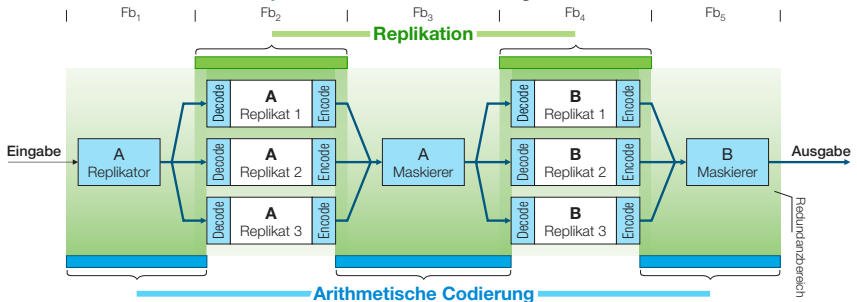 Fb₁ Fb₂ Fb₃ Fb₄ Fb₅
Replikation
Decode
A
Replikat 1
Encode
Decode
B
Replikat 1
Encode
Eingabe
A
Replikator
Decode
A
Replikat 2
Encode
A
Maskierer
Decode
B
Replikat 2
Encode
B
Maskierer
Ausgabe
Decode
A
Replikat 3
Encode
Decode
B
Replikat 3
Encode
Redundanzbereich
Arithmetische Codierung